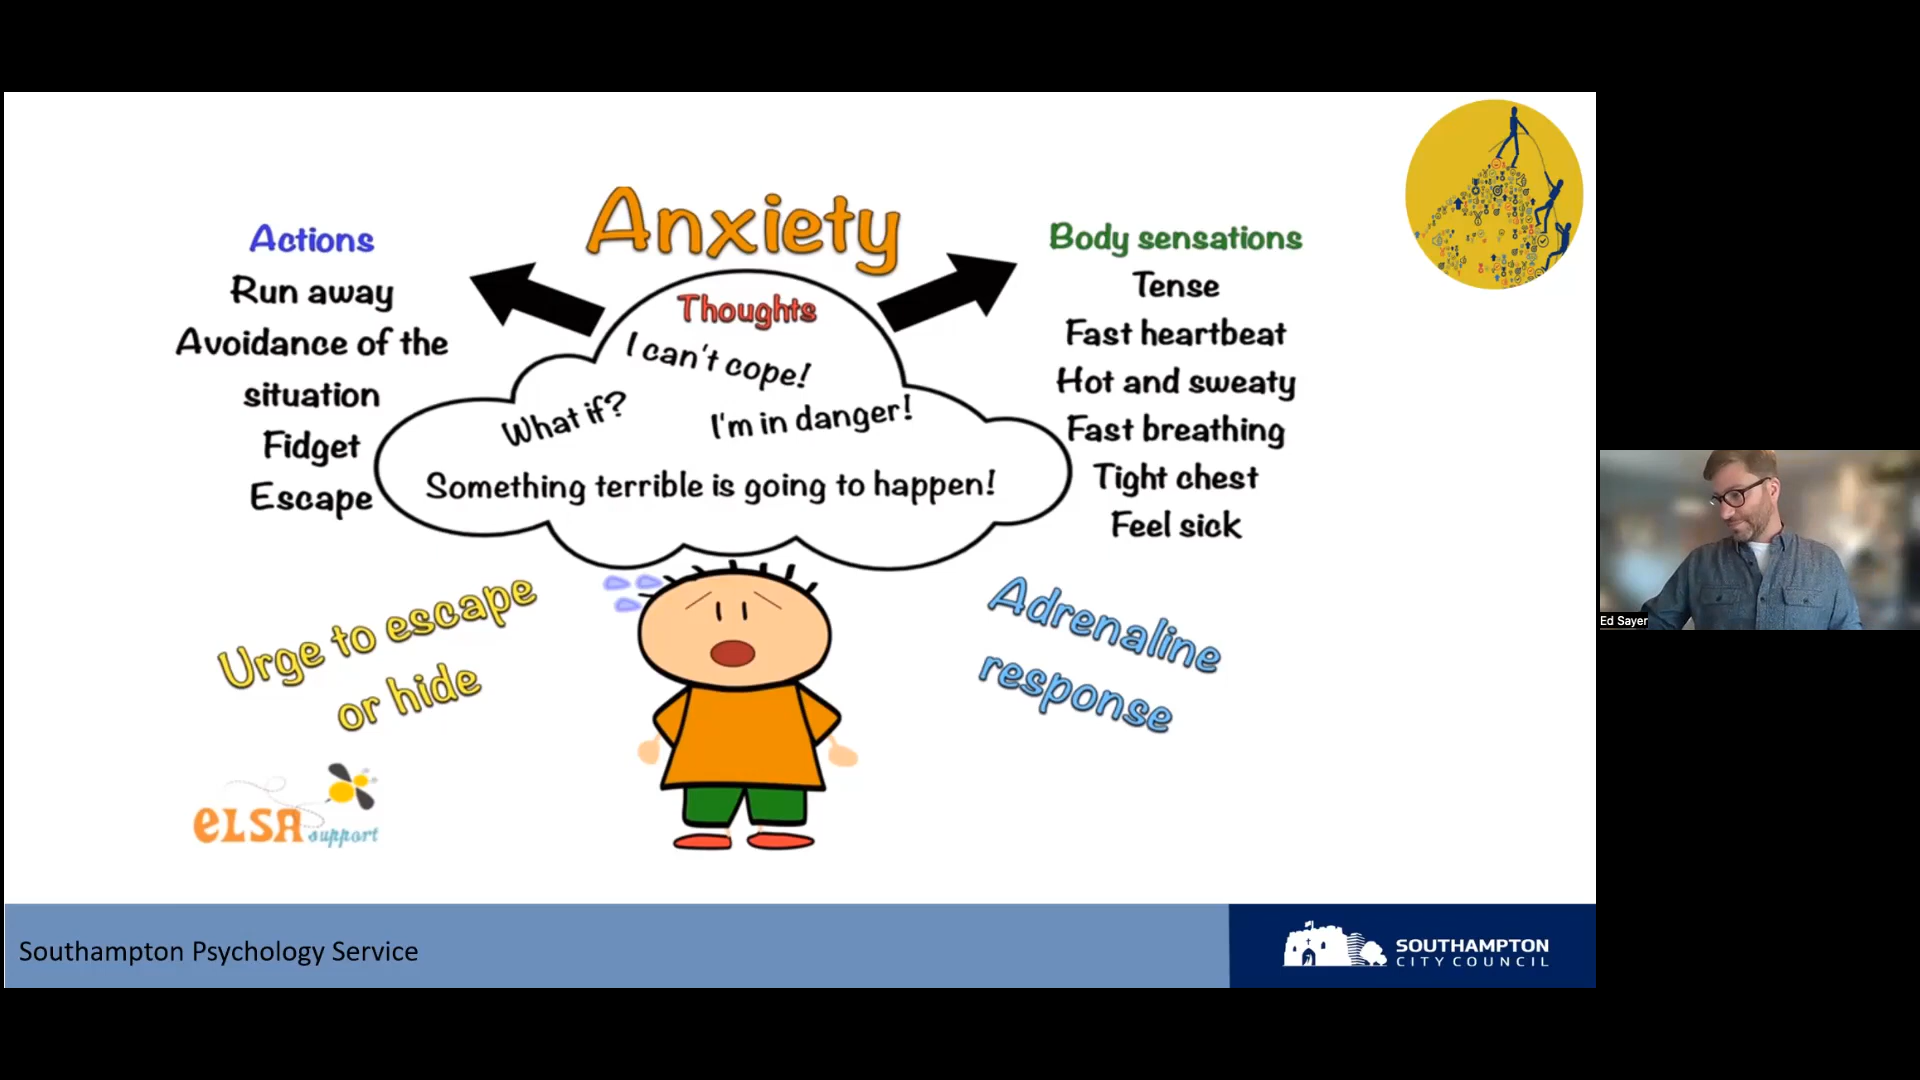 Anxiety
Actions
Run away
Avoidance of the
situation
Fidget
Escape
Thoughts
I can't cope!
What if?
I'm in danger!
Something terrible is going to happen!
Body sensations
Tense
Fast heartbeat
Hot and sweaty
Fast breathing
Tight chest
Feel sick
Urge to escape
or hide
Adrenaline
response
eLSA support
Southampton Psychology Service
SOUTHAMPTON
CITY COUNCIL
Ed Sayer